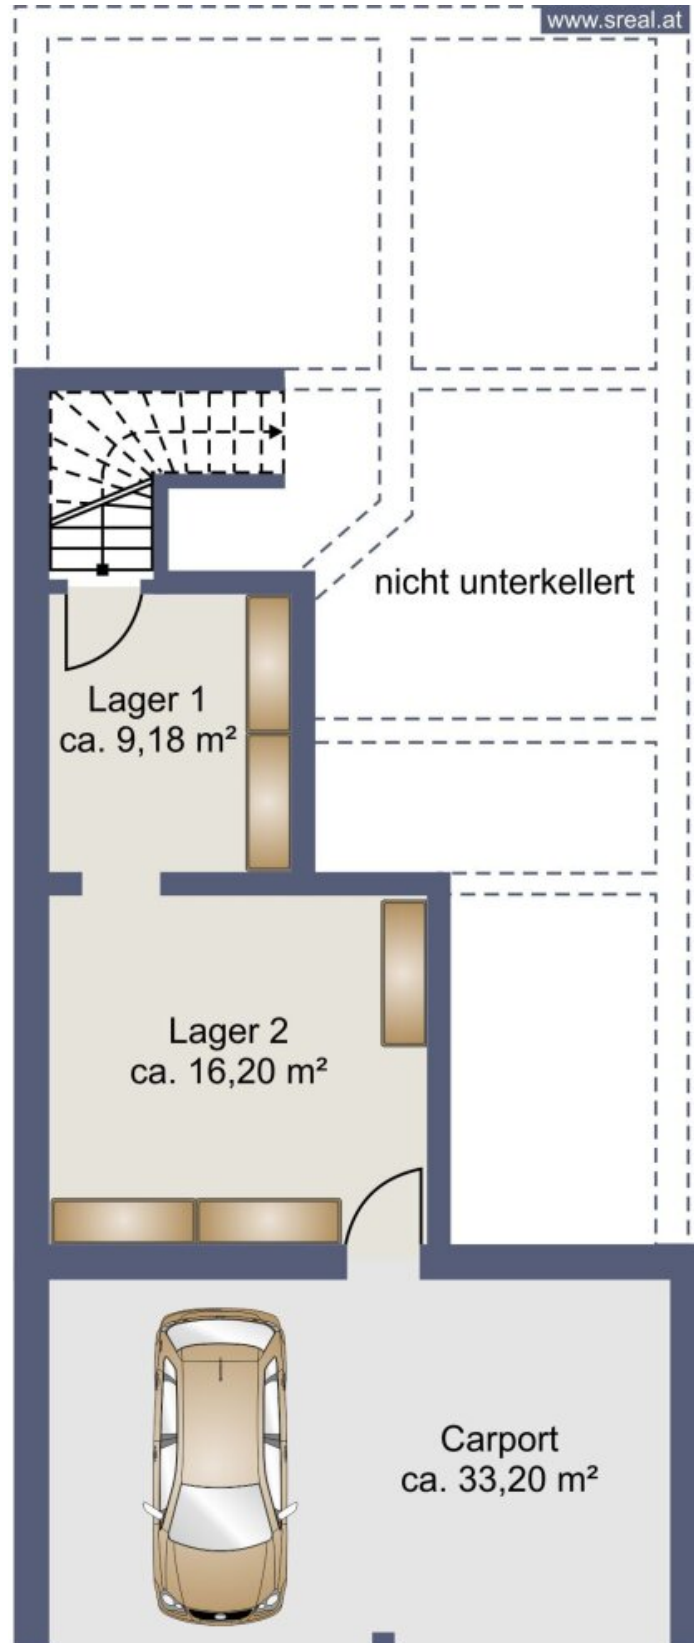 www.sreal.at
nicht unterkellert
Lager 1
ca. 9,18 m²
Lager 2
ca. 16,20 m²
Carport
ca. 33,20 m²